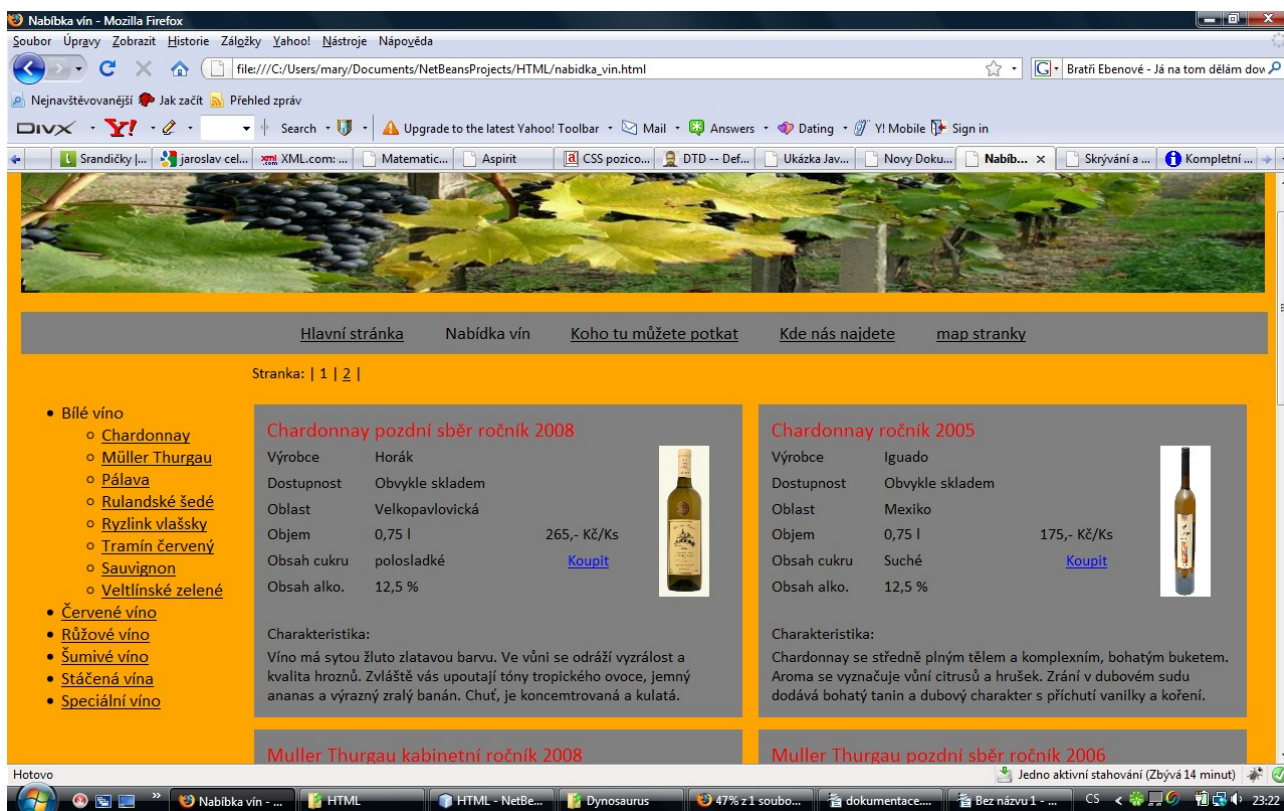 Nabíbka vín - Mozilla Firefox
Soubor Úpravy Zobrazit Historie Záložky Yahoo! Nástroje Nápověda
file:///C:/Users/mary/Documents/NetBeansProjects/HTML/nabidka_vin.html
G Bratři Ebenové - Já na tom dělám dow
Nejnavštěvovanější Jak začít Přehled zpráv
DIVX Y! Search Upgrade to the latest Yahoo! Toolbar Mail Answers Dating Y! Mobile Sign in
Srandičky |... jaroslav cel... XML.com: ... Matematic... Aspirit CSS pozico... DTD -- Def... Ukázka Jav... Novy Doku... Nabíb... x Skrývání a ... Kompletní ...
Hlavní stránka Nabídka vín Koho tu můžete potkat Kde nás najdete map stranky
Stranka: | 1 | 2 |
Bílé víno
Chardonnay
Müller Thurgau
Pálava
Rulandské šedé
Ryzlink vlašsky
Tramín červený
Sauvignon
Veltlínské zelené
Červené víno
Růžové víno
Šumivé víno
Stáčená vína
Speciální víno
Chardonnay pozdní sběr ročník 2008
Výrobce Horák
Dostupnost Obvykle skladem
Oblast Velkopavlovická
Objem 0,75 l 265,- Kč/Ks
Obsah cukru polosladké Koupit
Obsah alko. 12,5 %
Charakteristika:
Víno má sytou žluto zlatavou barvu. Ve vůni se odráží vyzrálost a
kvalita hroznů. Zvláště vás upoutají tóny tropického ovoce, jemný
ananas a výrazný zralý banán. Chuť, je koncemtrovaná a kulatá.
Chardonnay ročník 2005
Výrobce Iguado
Dostupnost Obvykle skladem
Oblast Mexiko
Objem 0,75 l 175,- Kč/Ks
Obsah cukru Suché Koupit
Obsah alko. 12,5 %
Charakteristika:
Chardonnay se středně plným tělem a komplexním, bohatým buketem.
Aroma se vyznačuje vůní citrusů a hrušek. Zrání v dubovém sudu
dodává bohatý tanin a dubový charakter s příchutí vanilky a koření.
Muller Thurgau kabinetní ročník 2008
Muller Thurgau pozdní sběr ročník 2006
Hotovo Jedno aktivní stahování (Zbývá 14 minut)
Nabíbka vín - ... HTML HTML - NetBe... Dynosaurus 47% z 1 soubo... dokumentace.... Bez názvu 1 - ... CS 23:22